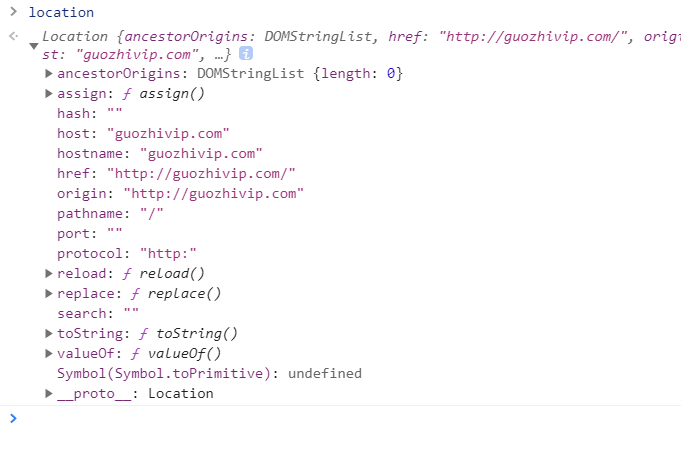 location
Location {ancestorOrigins: DOMStringList, href: "http://guozhivip.com/", orig
st: "guozhivip.com", …} i
ancestorOrigins: DOMStringList {length: 0}
assign: ƒ assign()
hash: ""
host: "guozhivip.com"
hostname: "guozhivip.com"
href: "http://guozhivip.com/"
origin: "http://guozhivip.com"
pathname: "/"
port: ""
protocol: "http:"
reload: ƒ reload()
replace: ƒ replace()
search: ""
toString: ƒ toString()
valueOf: ƒ valueOf()
Symbol(Symbol.toPrimitive): undefined
__proto__: Location